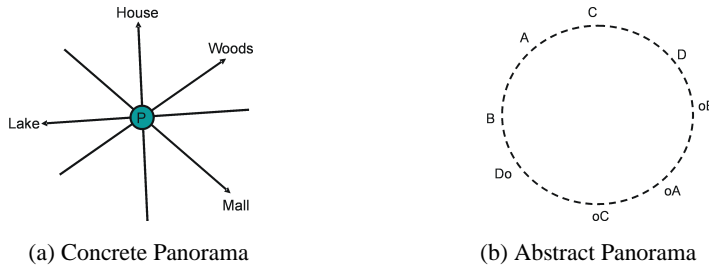 House
Woods
P
Lake
Mall
C
A
D
B
Do
oA
oC
(a) Concrete Panorama
(b) Abstract Panorama